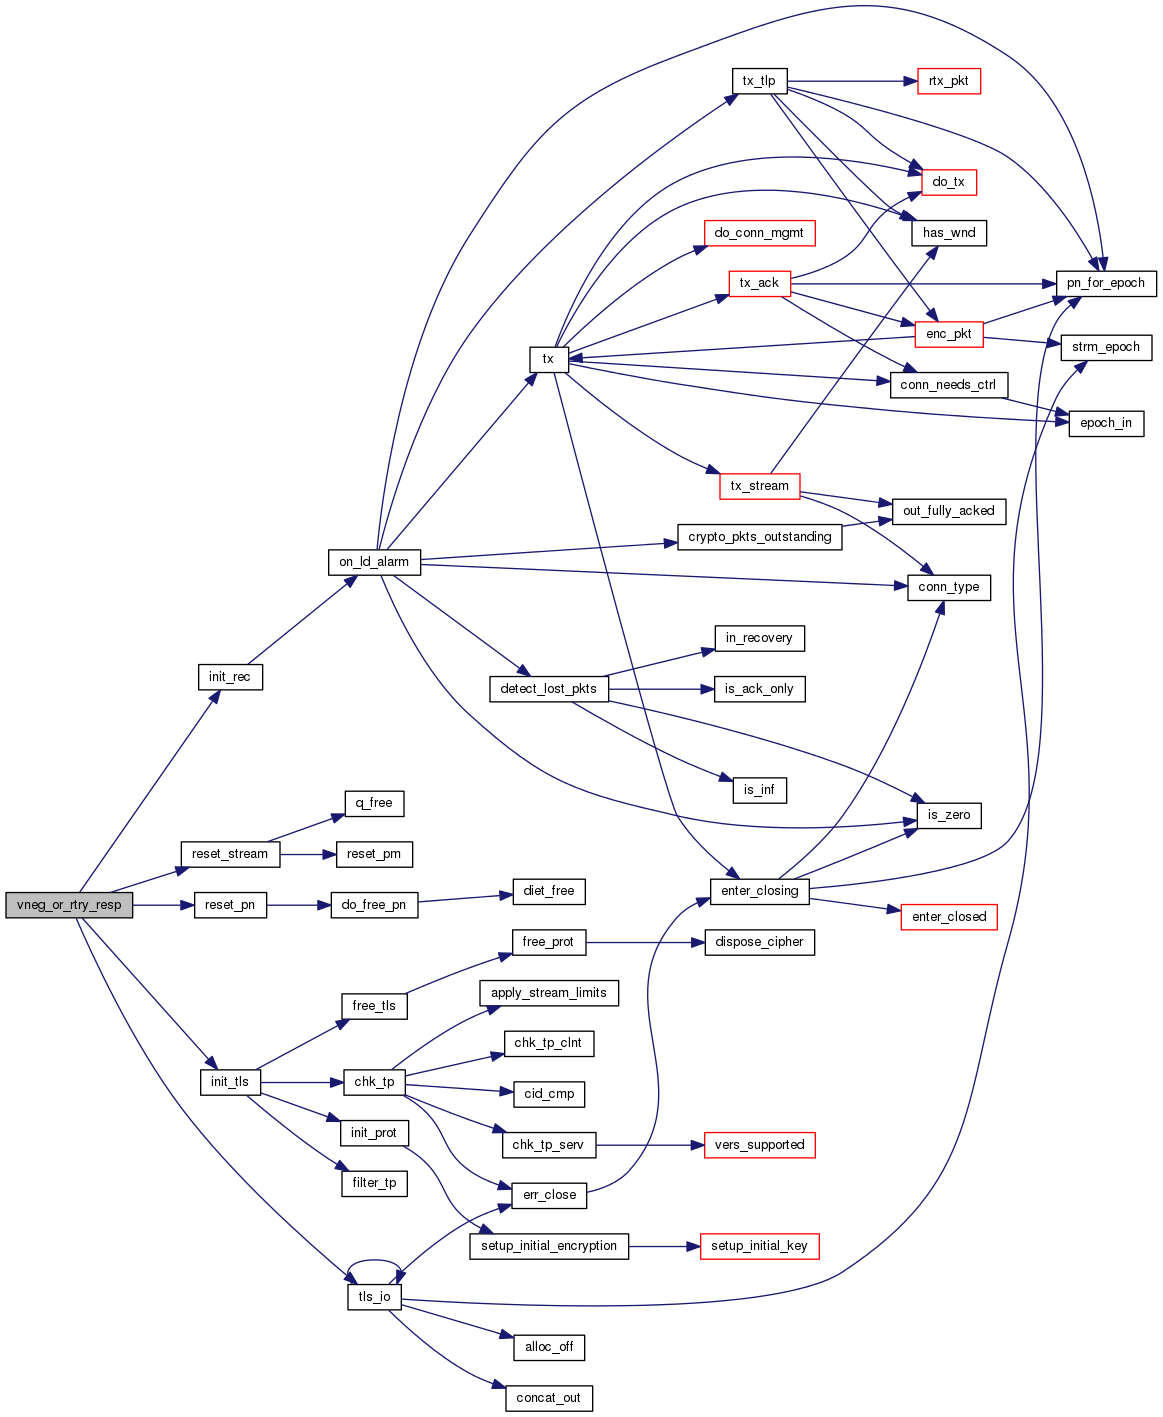 tx_tlp
rtx_pkt
do_tx
do_conn_mgmt
has_wnd
tx_ack
pn_for_epoch
enc_pkt
strm_epoch
tx
conn_needs_ctrl
epoch_in
tx_stream
out_fully_acked
crypto_pkts_outstanding
on_ld_alarm
conn_type
in_recovery
init_rec
detect_lost_pkts
is_ack_only
is_inf
q_free
is_zero
reset_stream
reset_pm
enter_closing
diet_free
vneg_or_rtry_resp
reset_pn
do_free_pn
enter_closed
free_prot
dispose_cipher
apply_stream_limits
free_tls
chk_tp_clnt
init_tls
chk_tp
cid_cmp
init_prot
chk_tp_serv
vers_supported
filter_tp
err_close
setup_initial_encryption
setup_initial_key
tls_io
alloc_off
concat_out